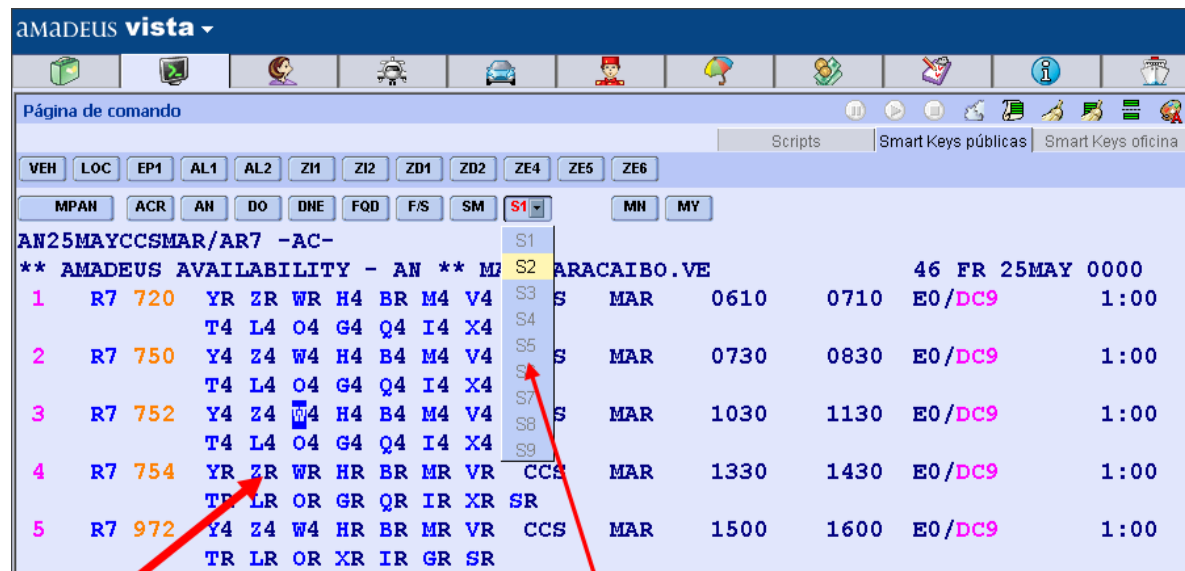 aMaDEUS vista
Página de comando
Scripts Smart Keys públicas Smart Keys oficina
VEH LOC EP1 AL1 AL2 ZI1 ZI2 ZD1 ZD2 ZE4 ZE5 ZE6
MPAN ACR AN DO DNE FQD F/S SM S1 MN MY
AN25MAYCCSMAR/AR7 -AC- S1
** AMADEUS AVAILABILITY - AN ** S2 ARACAIBO.VE 46 FR 25MAY 0000
1 R7 720 YR ZR WR H4 BR M4 V4 S3 S MAR 0610 0710 E0/DC9 1:00
T4 L4 O4 G4 Q4 I4 X4 S4
2 R7 750 Y4 Z4 W4 H4 B4 M4 V4 S5 S MAR 0730 0830 E0/DC9 1:00
T4 L4 O4 G4 Q4 I4 X4
S7
3 R7 752 Y4 Z4 W4 H4 B4 M4 V4 S8 S MAR 1030 1130 E0/DC9 1:00
T4 L4 O4 G4 Q4 I4 X4 S9
4 R7 754 YR ZR WR HR BR MR VR CCS MAR 1330 1430 E0/DC9 1:00
TR LR OR GR QR IR XR SR
5 R7 972 Y4 Z4 W4 HR BR MR VR CCS MAR 1500 1600 E0/DC9 1:00
TR LR OR XR IR GR SR